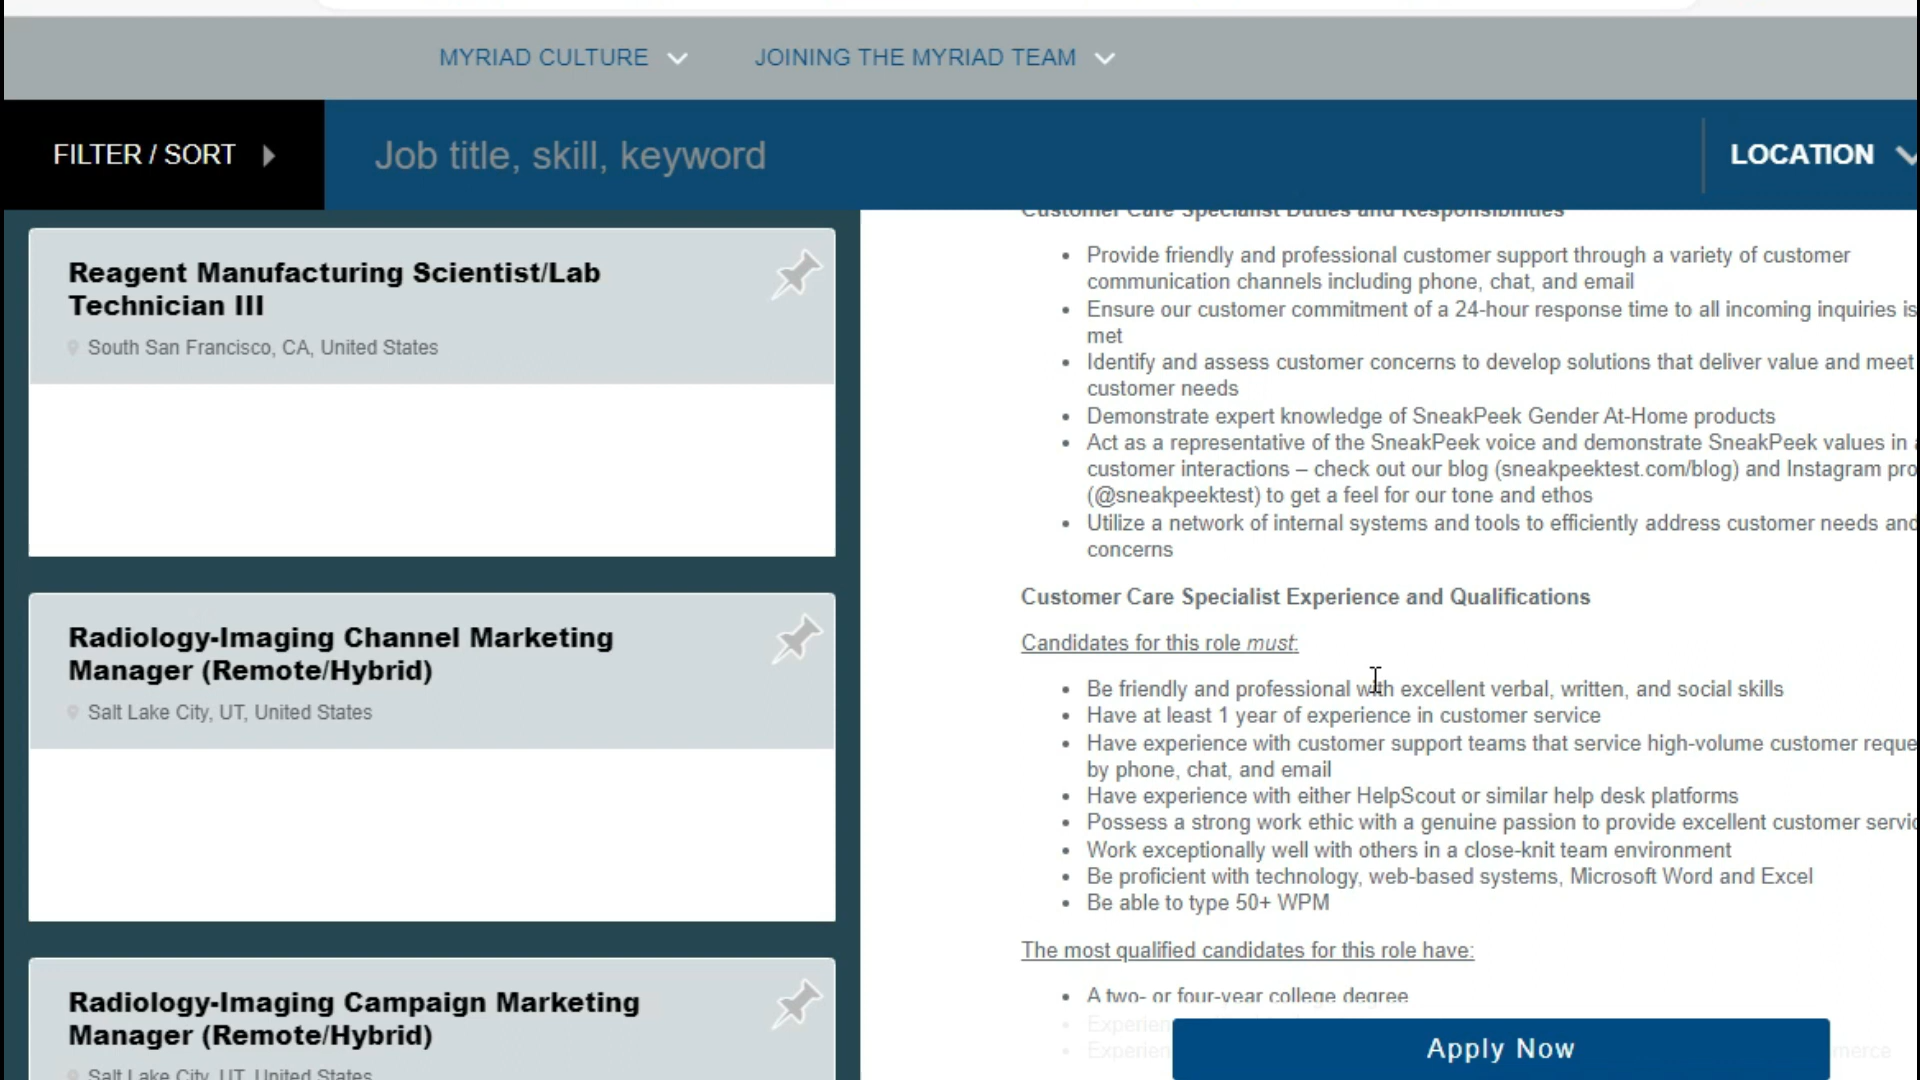 MYRIAD CULTURE
JOINING THE MYRIAD TEAM
FILTER / SORT
Job title, skill, keyword
LOCATION
Reagent Manufacturing Scientist/Lab
Technician III
South San Francisco, CA, United States
Radiology-Imaging Channel Marketing
Manager (Remote/Hybrid)
Salt Lake City, UT, United States
Radiology-Imaging Campaign Marketing
Manager (Remote/Hybrid)
Salt Lake City, UT, United States
Customer Care Specialist Duties and Responsibilities
• Provide friendly and professional customer support through a variety of customer
communication channels including phone, chat, and email
• Ensure our customer commitment of a 24-hour response time to all incoming inquiries is
met
• Identify and assess customer concerns to develop solutions that deliver value and meet
customer needs
• Demonstrate expert knowledge of SneakPeek Gender At-Home products
• Act as a representative of the SneakPeek voice and demonstrate SneakPeek values in
customer interactions – check out our blog (sneakpeektest.com/blog) and Instagram pro
(@sneakpeektest) to get a feel for our tone and ethos
• Utilize a network of internal systems and tools to efficiently address customer needs and
concerns
Customer Care Specialist Experience and Qualifications
Candidates for this role must:
• Be friendly and professional with excellent verbal, written, and social skills
• Have at least 1 year of experience in customer service
• Have experience with customer support teams that service high-volume customer reque
by phone, chat, and email
• Have experience with either HelpScout or similar help desk platforms
• Possess a strong work ethic with a genuine passion to provide excellent customer servic
• Work exceptionally well with others in a close-knit team environment
• Be proficient with technology, web-based systems, Microsoft Word and Excel
• Be able to type 50+ WPM
The most qualified candidates for this role have:
• A two- or four-year college degree
• Experien
• Experien merce
Apply Now